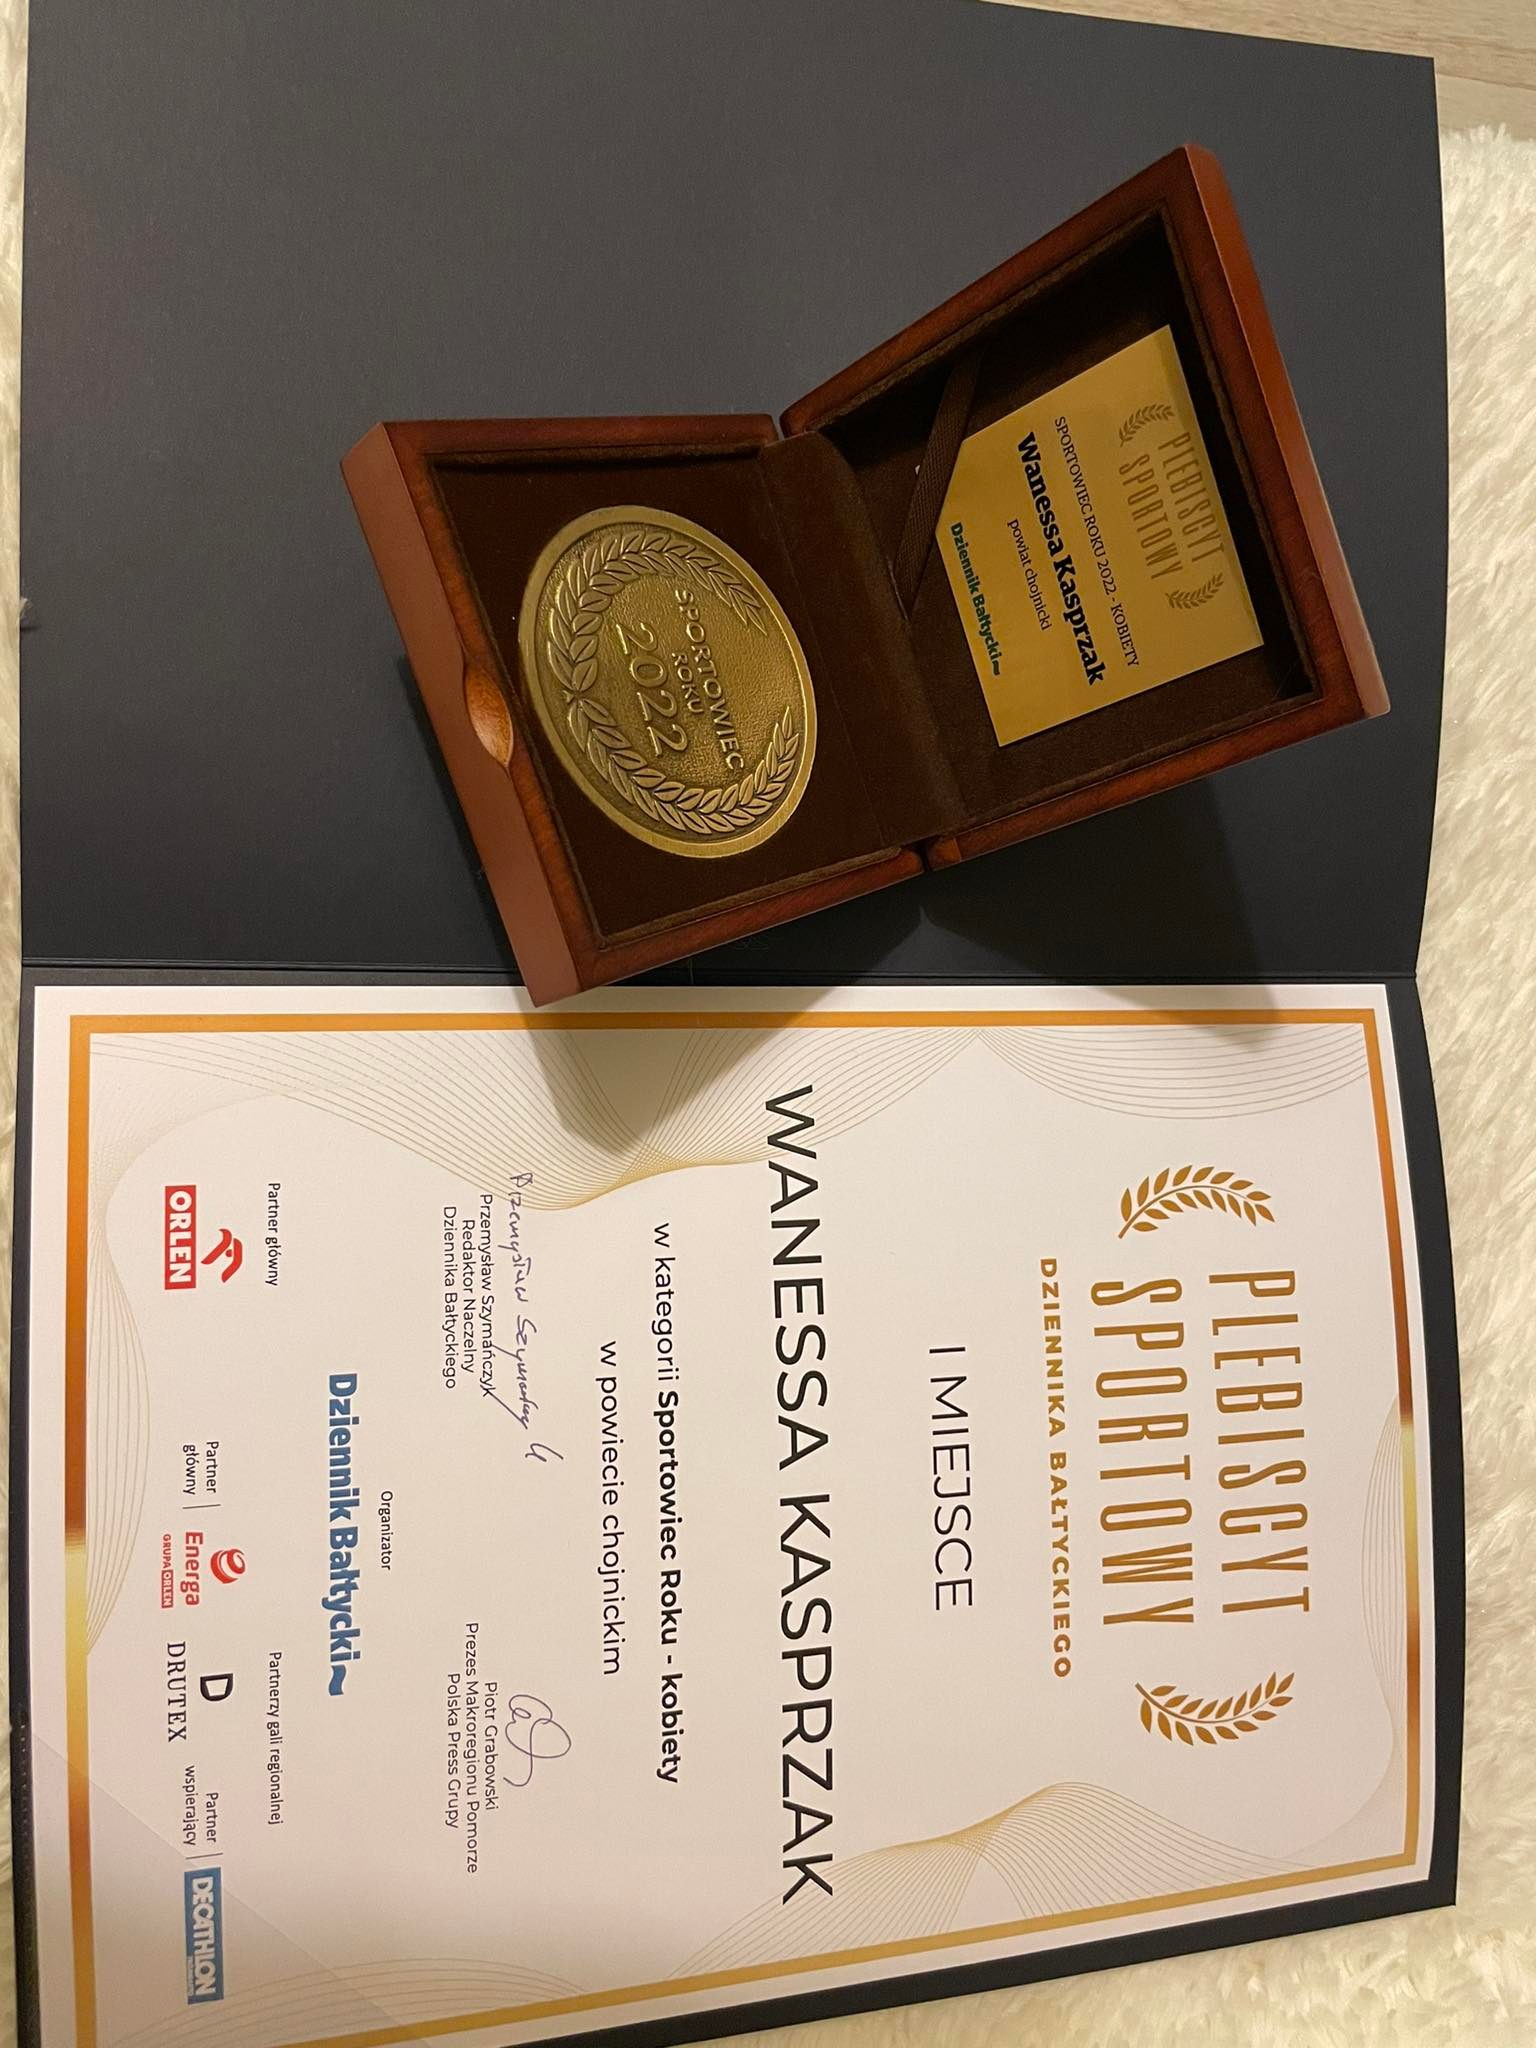 PLEBISCYT
SPORTOWY
SPORTOWIEC ROKU 2022 - KOBIETY
Wanessa Kasprzak
powiat chojnicki
Dziennik Bałtycki
SPORTOWIEC
ROKU
2022
PLEBISCYT
SPORTOWY
DZIENNIKA BAŁTYCKIEGO
I MIEJSCE
WANESSA KASPRZAK
w kategorii Sportowiec Roku - kobiety
w powiecie chojnickim
Przemysław Szymańczyk
Redaktor Naczelny
Dziennika Bałtyckiego
Piotr Grabowski
Prezes Makroregionu Pomorze
Polska Press Grupy
Organizator
Dziennik Bałtycki
Partner główny
ORLEN
Partnerzy gali regionalnej
Partner
główny
Energa
GRUPA ORLEN
D
DRUTEX
Partner
wspierający
DECATHLON